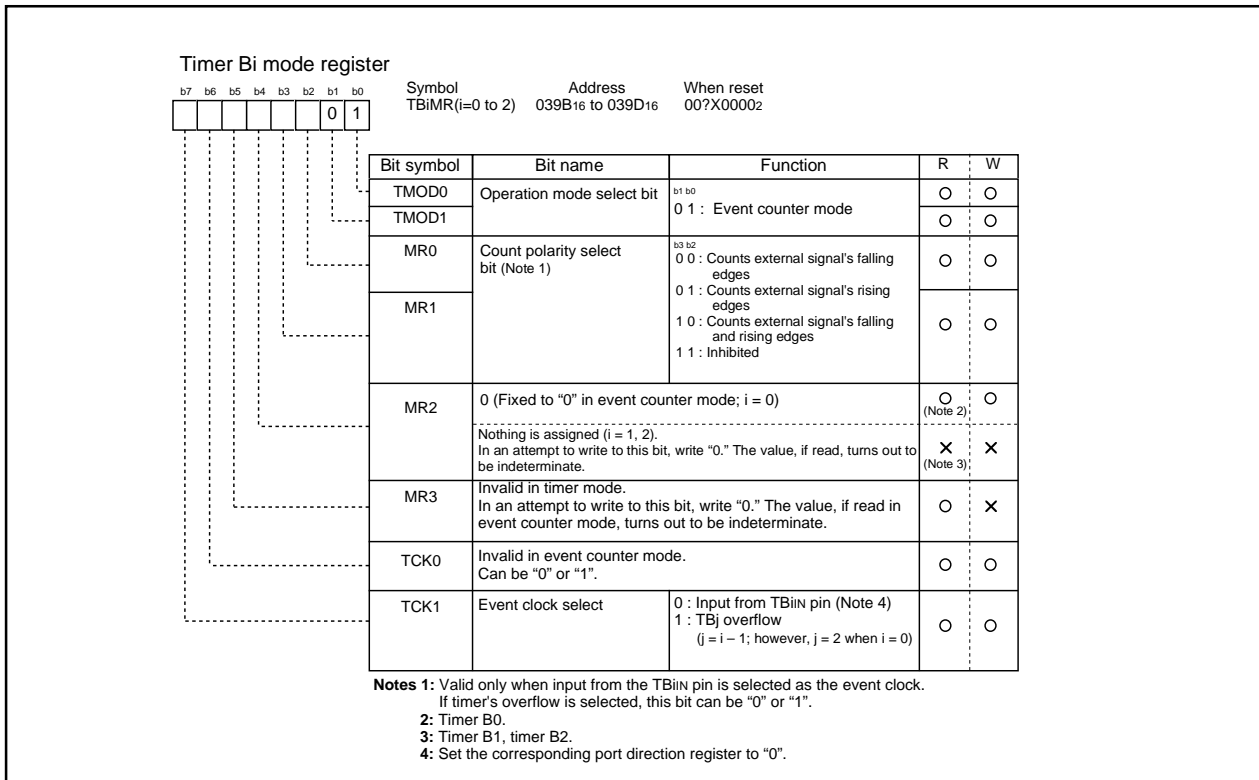 Timer Bi mode register
b7 b6 b5 b4 b3 b2 b1 b0
0 1
Symbol Address When reset
TBiMR(i=0 to 2) 039B16 to 039D16 00?X00002
Bit symbol Bit name Function R W
TMOD0 Operation mode select bit b1 b0
0 1 : Event counter mode
TMOD1
MR0 Count polarity select
bit (Note 1)
b3 b2
0 0 : Counts external signal’s falling
edges
0 1 : Counts external signal’s rising
edges
MR1
1 0 : Counts external signal’s falling
and rising edges
1 1 : Inhibited
MR2 0 (Fixed to “0” in event counter mode; i = 0)
(Note 2)
Nothing is assigned (i = 1, 2).
In an attempt to write to this bit, write “0.” The value, if read, turns out to
be indeterminate.
(Note 3)
MR3 Invalid in timer mode.
In an attempt to write to this bit, write “0.” The value, if read in
event counter mode, turns out to be indeterminate.
TCK0 Invalid in event counter mode.
Can be “0” or “1”.
TCK1 Event clock select 0 : Input from TBiIN pin (Note 4)
1 : TBj overflow
(j = i – 1; however, j = 2 when i = 0)
Notes 1: Valid only when input from the TBiIN pin is selected as the event clock.
If timer’s overflow is selected, this bit can be “0” or “1”.
2: Timer B0.
3: Timer B1, timer B2.
4: Set the corresponding port direction register to “0”.